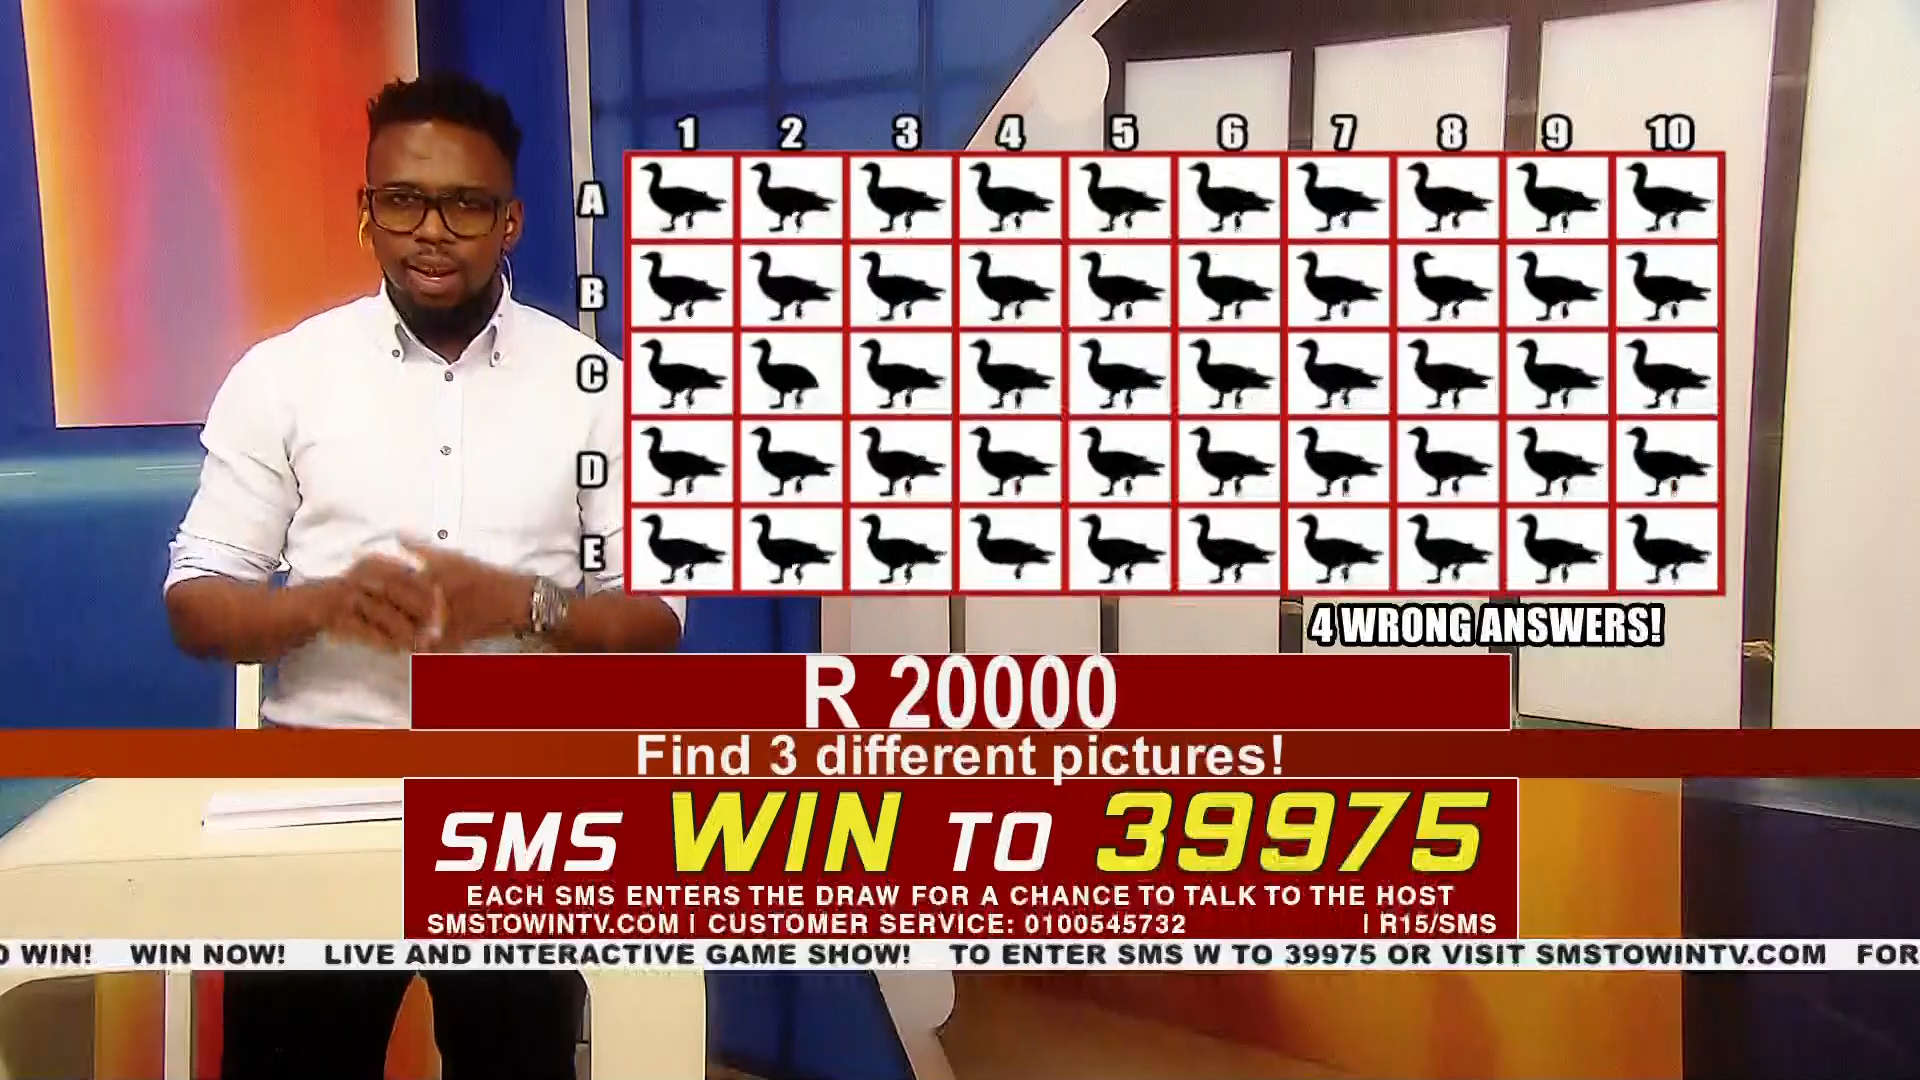 1 2 3 4 5 6 7 8 9 10
A
B
C
D
E
4 WRONG ANSWERS!
R 20000
Find 3 different pictures!
SMS WIN TO 39975
EACH SMS ENTERS THE DRAW FOR A CHANCE TO TALK TO THE HOST
SMSTOWINTV.COM | CUSTOMER SERVICE: 0100545732 | R15/SMS
O WIN! WIN NOW! LIVE AND INTERACTIVE GAME SHOW! TO ENTER SMS W TO 39975 OR VISIT SMSTOWINTV.COM FOR